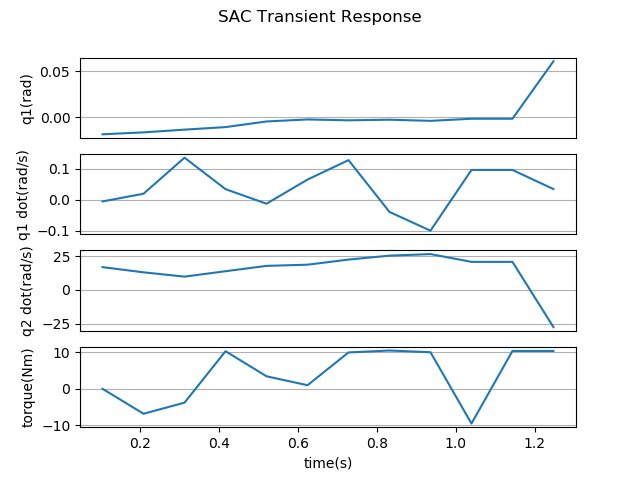 SAC Transient Response
q1(rad)
0.05
0.00
q1 dot(rad/s)
0.1
0.0
−0.1
q2 dot(rad/s)
25
0
−25
torque(Nm)
10
0
−10
0.2 0.4 0.6 0.8 1.0 1.2
time(s)